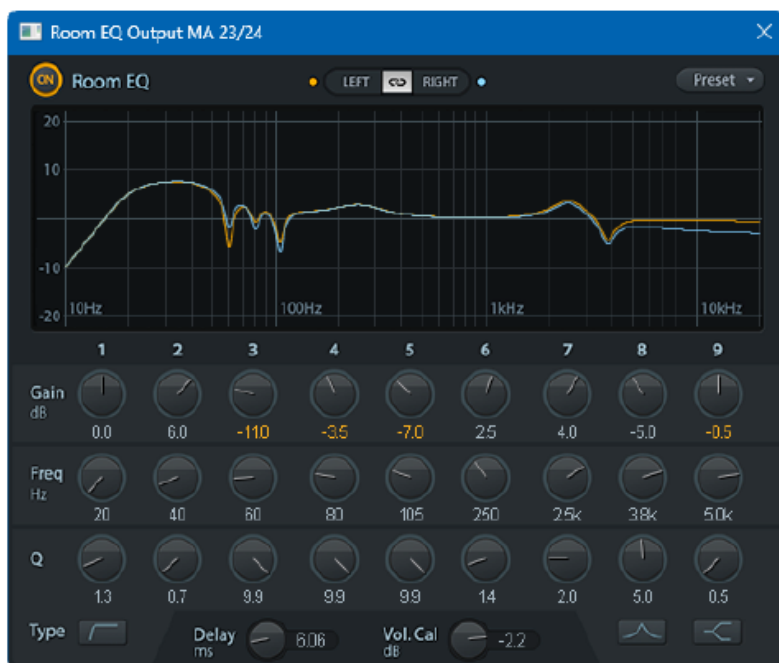 Room EQ Output MA 23/24
ON Room EQ LEFT RIGHT Preset
20
10
-10
-20 10Hz 100Hz 1kHz 10kHz
1 2 3 4 5 6 7 8 9
Gain
dB
0.0 6.0 -11.0 -3.5 -7.0 2.5 4.0 -5.0 -0.5
Freq
Hz
20 40 60 80 105 250 2.5k 3.8k 5.0k
Q
1.3 0.7 9.9 9.9 9.9 1.4 2.0 5.0 0.5
Type Delay ms 6.06 Vol. Cal dB -2.2